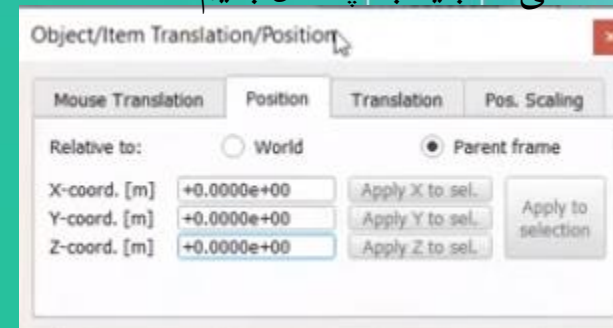 Object/Item Translation/Position
Mouse Translation Position Translation Pos. Scaling
Relative to: World Parent frame
X-coord. [m] +0.0000e+00 Apply X to sel.
Y-coord. [m] +0.0000e+00 Apply Y to sel.
Z-coord. [m] +0.0000e+00 Apply Z to sel.
Apply to
selection